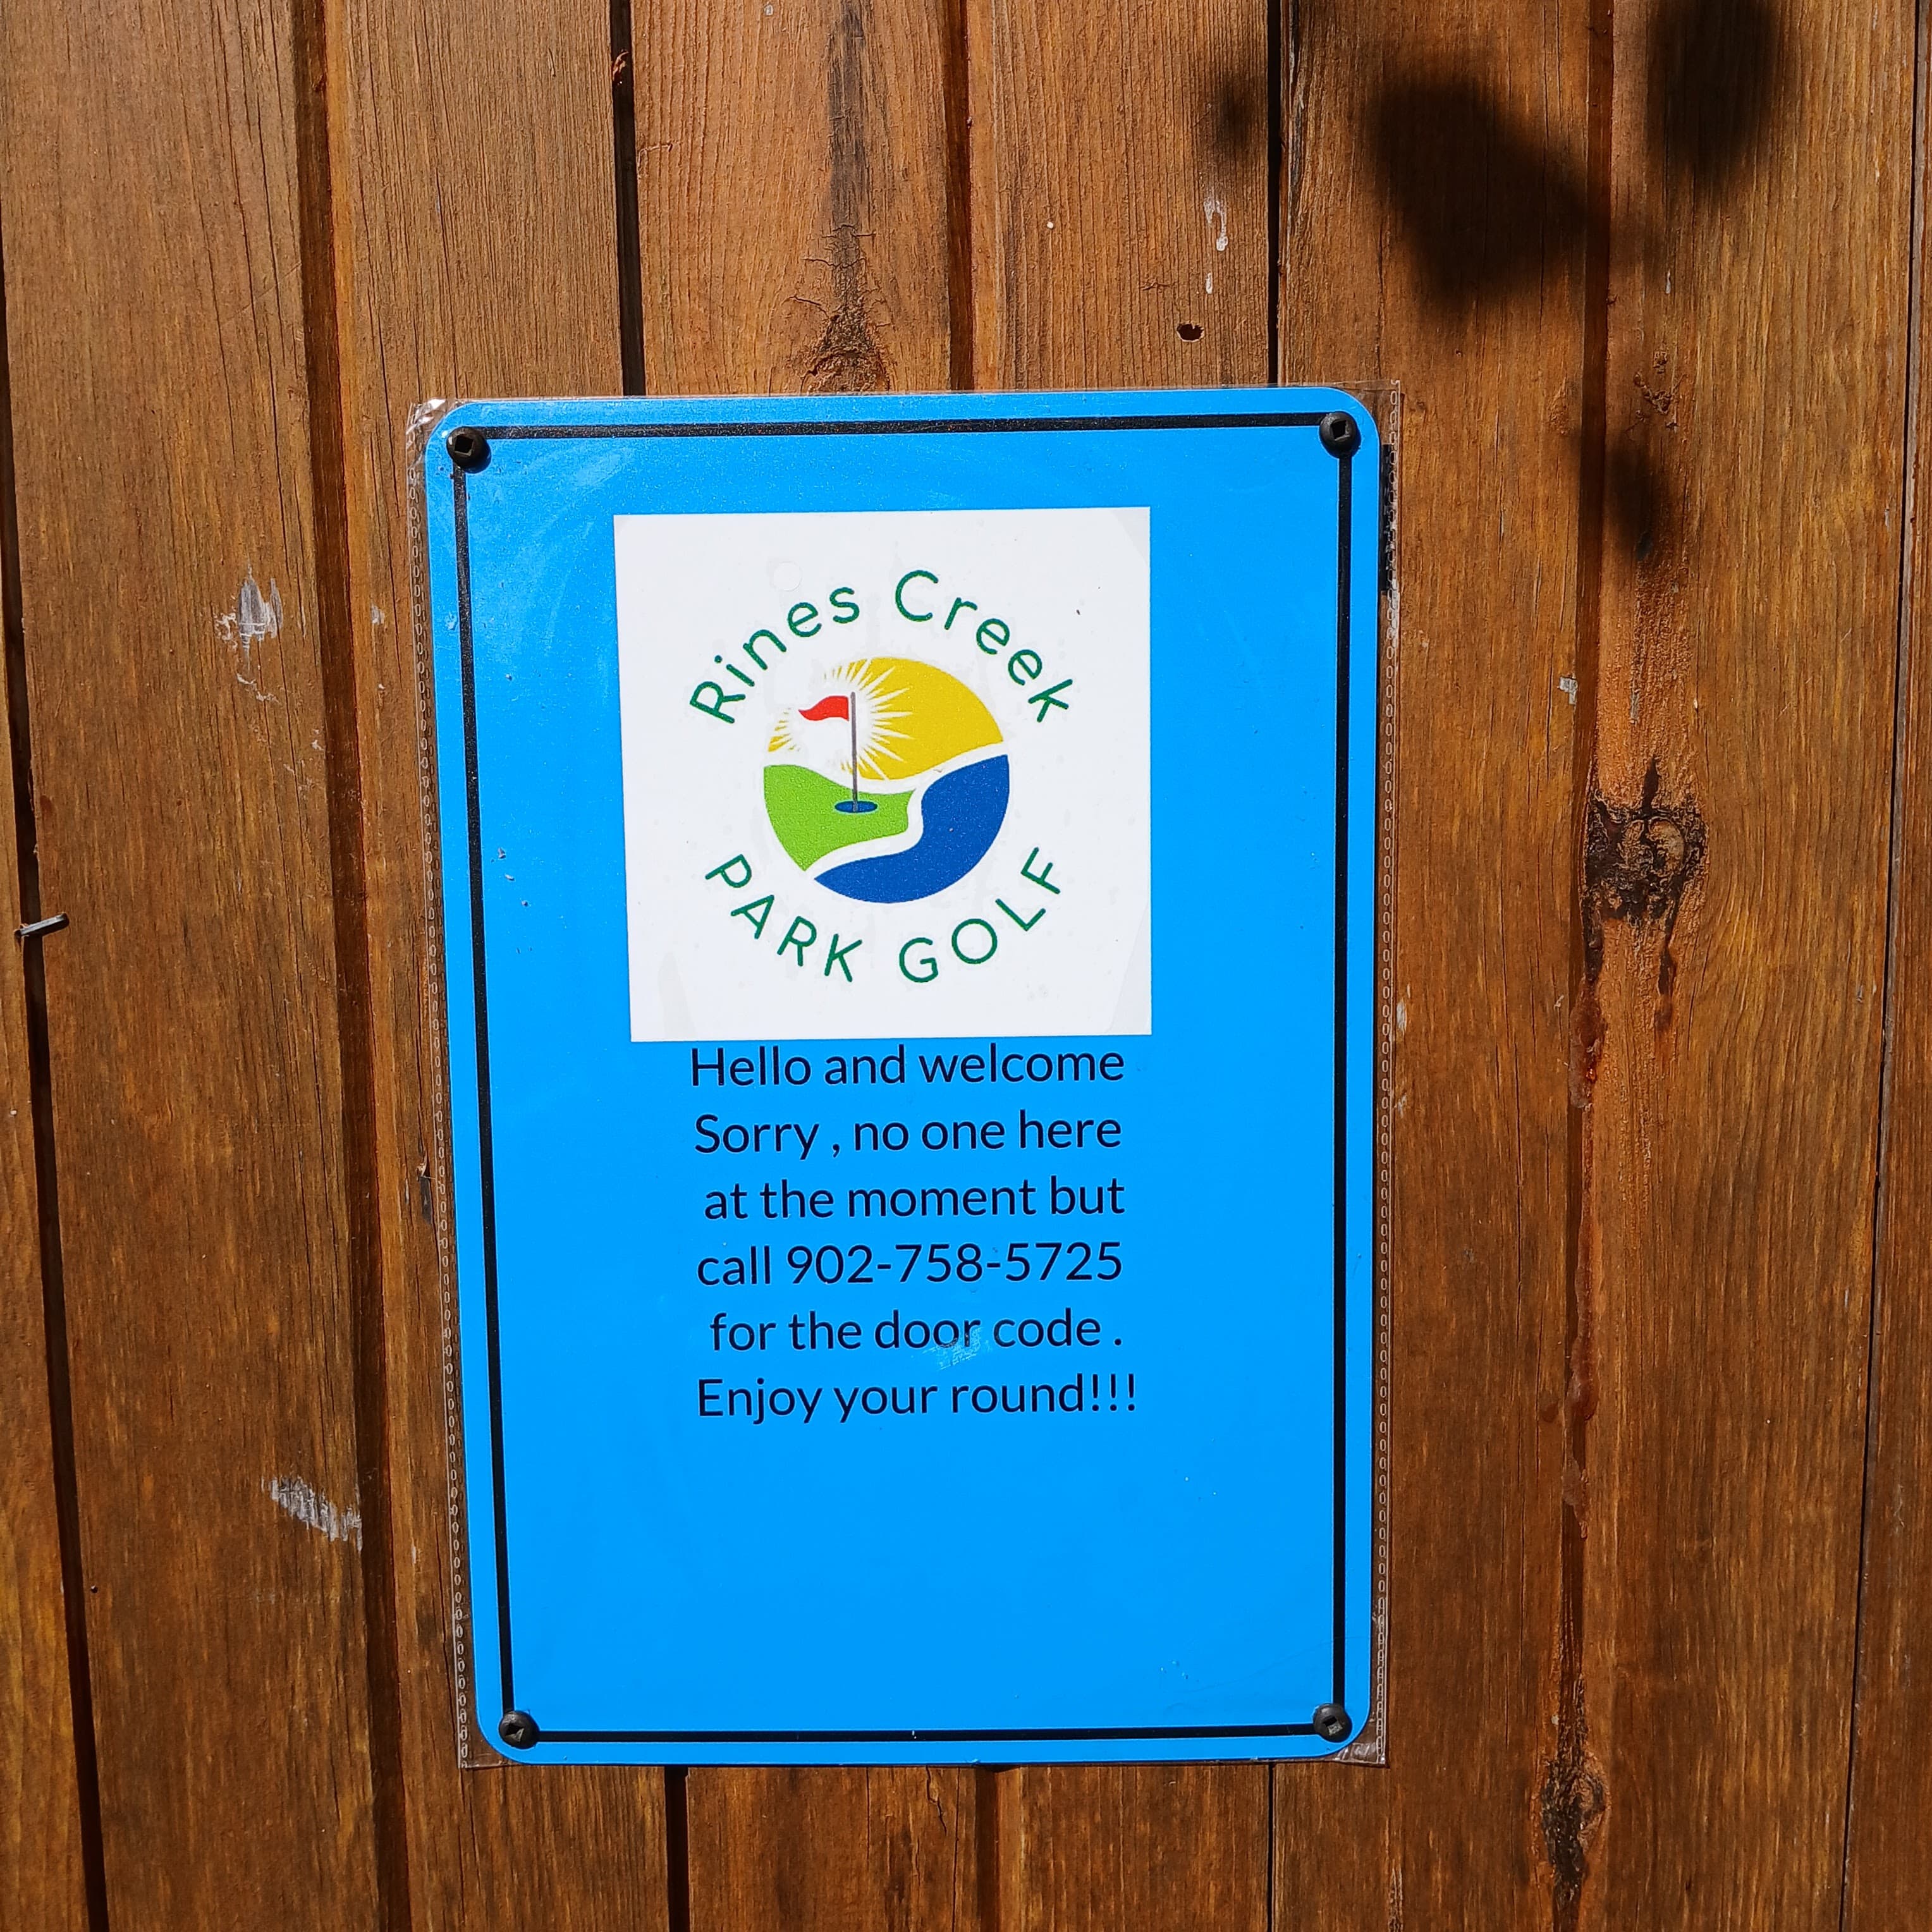 Rines Creek
PARK GOLF
Hello and welcome
Sorry , no one here
at the moment but
call 902-758-5725
for the door code .
Enjoy your round!!!